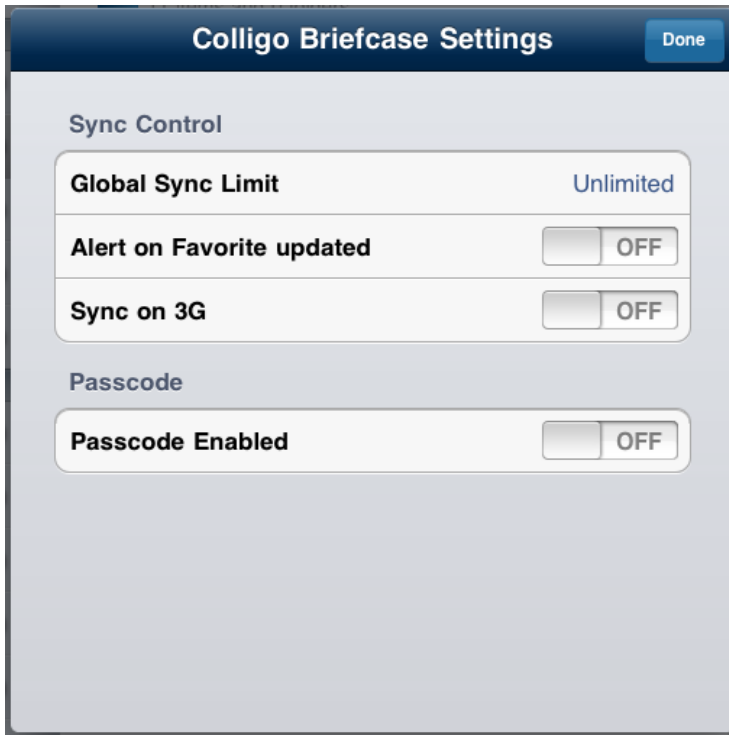 Colligo Briefcase Settings
Done
Sync Control
Global Sync Limit
Unlimited
Alert on Favorite updated
OFF
Sync on 3G
OFF
Passcode
Passcode Enabled
OFF